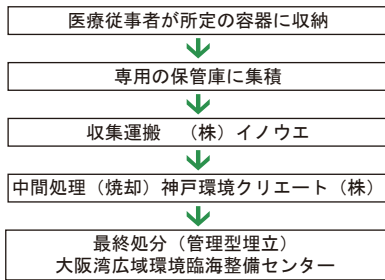 医療従事者が所定の容器に収納
専用の保管庫に集積
収集運搬　（株）イノウエ
中間処理（焼却）神戸環境クリエート（株）
最終処分（管理型埋立）
大阪湾広域環境臨海整備センター